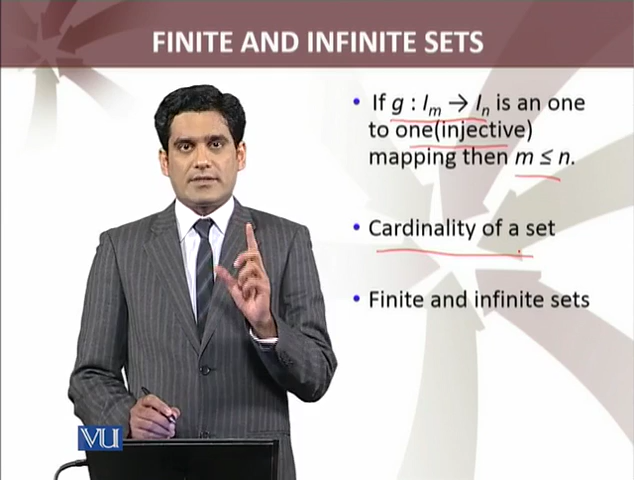 FINITE AND INFINITE SETS
• If g : Iₘ → Iₙ is an one
to one(injective)
mapping then m ≤ n.
• Cardinality of a set
• Finite and infinite sets
VU